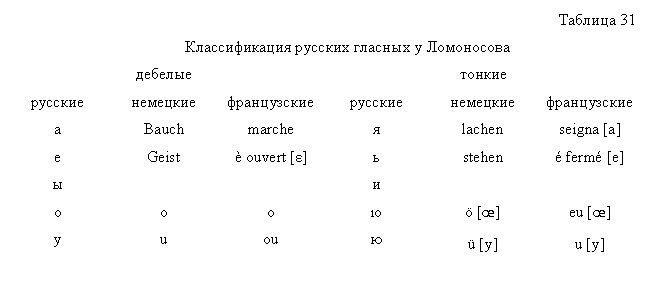 Таблица 31
Классификация русских гласных у Ломоносова
дебелые тонкие
русские немецкие французские русские немецкие французские
а Bauch marche я lachen seigna [a]
е Geist è ouvert [ε] ь stehen é fermé [e]
ы и
о o o ıо ö [œ] eu [œ]
у u ou ю ü [y] u [y]